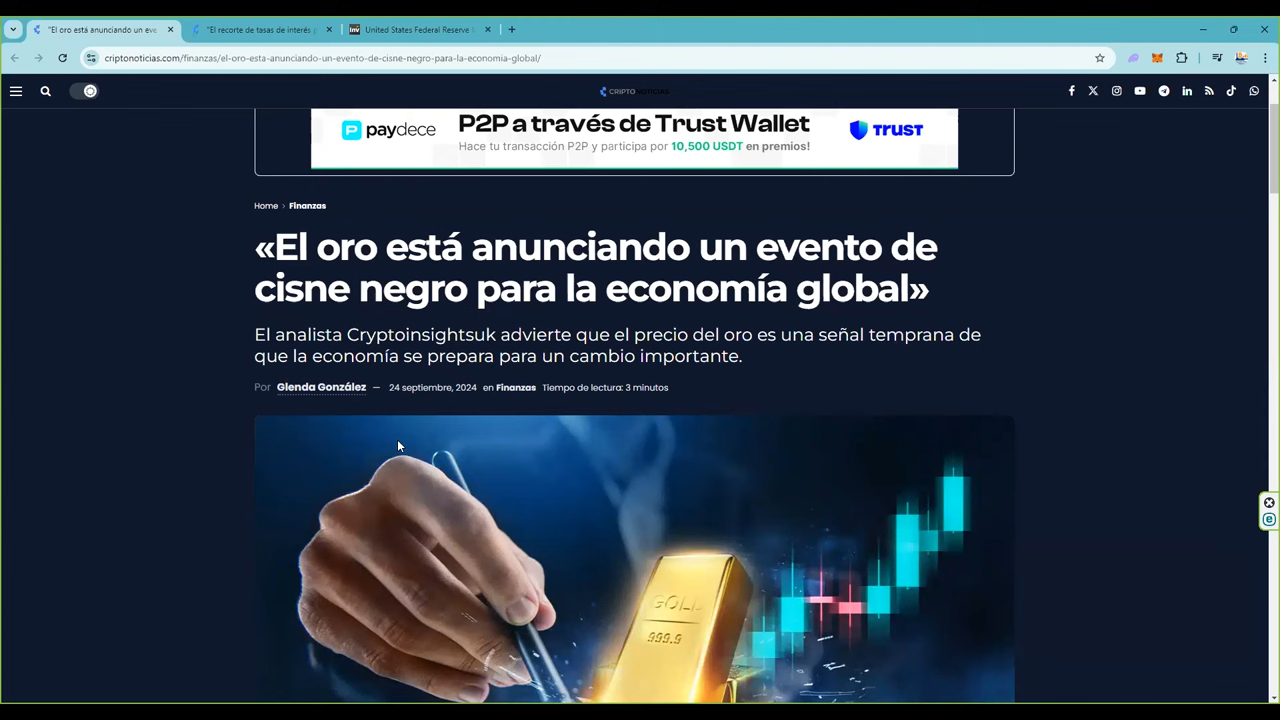 "El oro está anunciando un eve
"El recorte de tasas de interés p
inv United States Federal Reserve
criptonoticias.com/finanzas/el-oro-esta-anunciando-un-evento-de-cisne-negro-para-la-economia-global/
CRIPTONOTICIAS
paydece
P2P a través de Trust Wallet
Hace tu transacción P2P y participa por 10,500 USDT en premios!
TRUST
Home > Finanzas
«El oro está anunciando un evento de
cisne negro para la economía global»
El analista Cryptoinsightsuk advierte que el precio del oro es una señal temprana de
que la economía se prepara para un cambio importante.
Por Glenda González — 24 septiembre, 2024 en Finanzas Tiempo de lectura: 3 minutos
GOLD
999.9